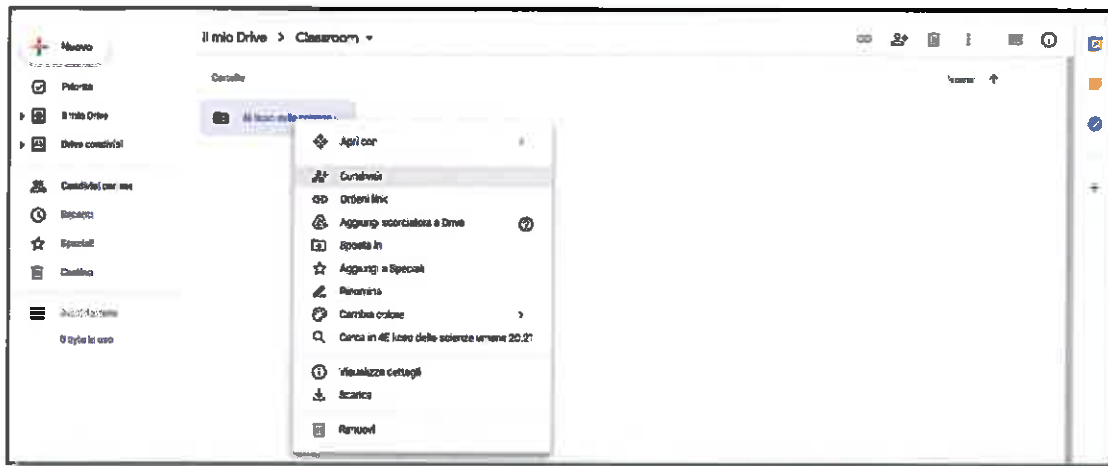 Il mio Drive > Classroom
Nuovo
Priorità
Il mio Drive
Drive condivisi
Condivisi con me
Recenti
Speciali
Cestino
0 byte in uso
Cartelle
Nome
Apri con
Condividi
Ottieni link
Aggiungi scorciatoia a Drive
Sposta in
Aggiungi a Speciali
Rinomina
Cambia colore
Cerca in 4E liceo delle scienze umane 20.21
Visualizza dettagli
Scarica
Rimuovi